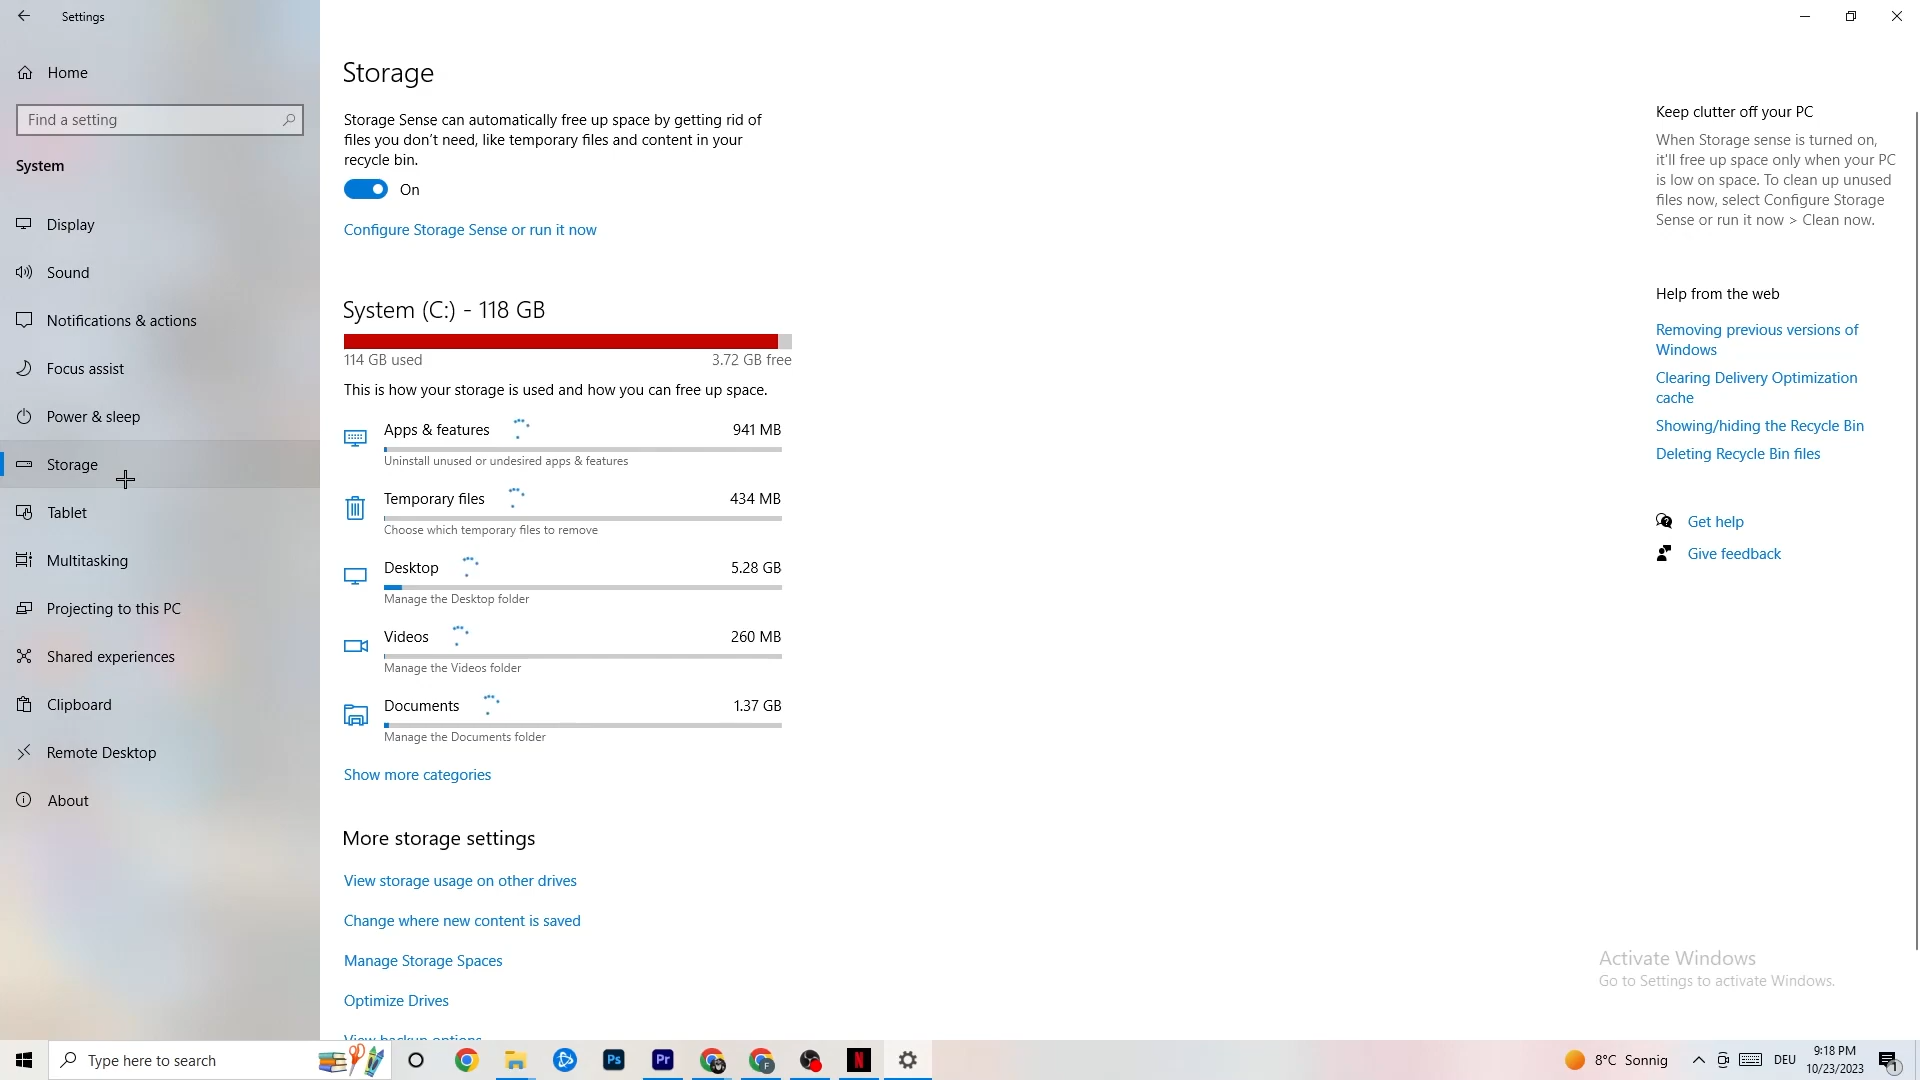 Settings
Home
Find a setting
System
Display
Sound
Notifications & actions
Focus assist
Power & sleep
Storage
Tablet
Multitasking
Projecting to this PC
Shared experiences
Clipboard
Remote Desktop
About
Storage
Storage Sense can automatically free up space by getting rid of
files you don't need, like temporary files and content in your
recycle bin.
On
Configure Storage Sense or run it now
System (C:) - 118 GB
114 GB used 3.72 GB free
This is how your storage is used and how you can free up space.
Apps & features 941 MB
Uninstall unused or undesired apps & features
Temporary files 434 MB
Choose which temporary files to remove
Desktop 5.28 GB
Manage the Desktop folder
Videos 260 MB
Manage the Videos folder
Documents 1.37 GB
Manage the Documents folder
Show more categories
More storage settings
View storage usage on other drives
Change where new content is saved
Manage Storage Spaces
Optimize Drives
View backup options
Keep clutter off your PC
When Storage sense is turned on,
it'll free up space only when your PC
is low on space. To clean up unused
files now, select Configure Storage
Sense or run it now > Clean now.
Help from the web
Removing previous versions of
Windows
Clearing Delivery Optimization
cache
Showing/hiding the Recycle Bin
Deleting Recycle Bin files
Get help
Give feedback
Activate Windows
Go to Settings to activate Windows.
Type here to search
Ps
Pr
F
N
8°C Sonnig
DEU
9:18 PM
10/23/2023
1